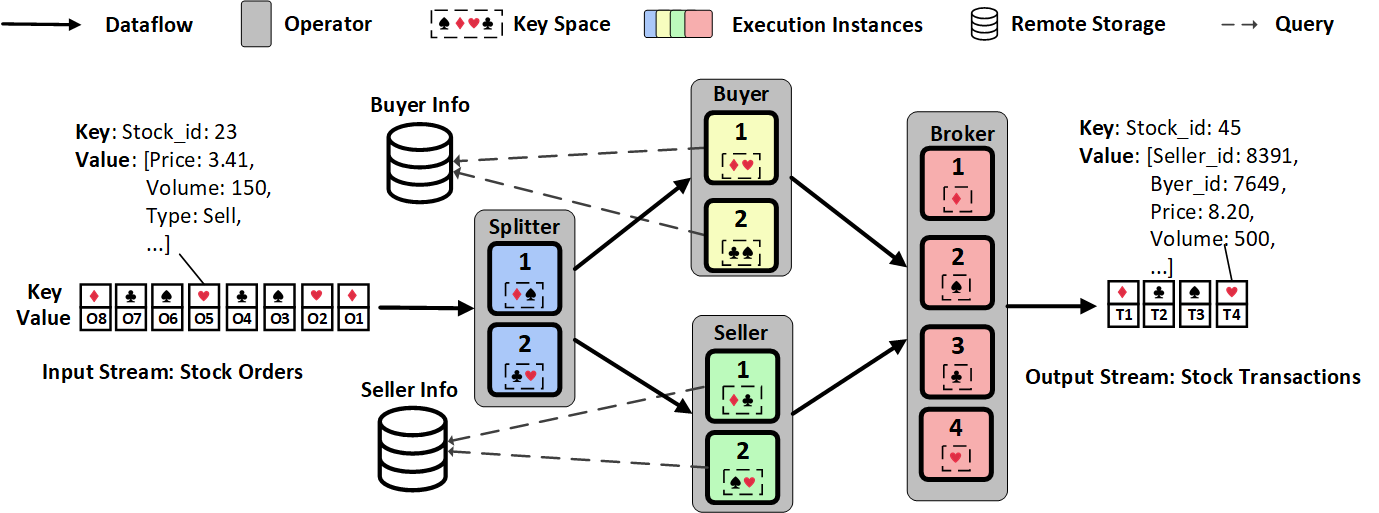 Dataflow
Operator
Key Space
Execution Instances
Remote Storage
Query
Key: Stock_id: 23
Value: [Price: 3.41,
Volume: 150,
Type: Sell,
...]
Key
Value
O8 O7 O6 O5 O4 O3 O2 O1
Input Stream: Stock Orders
Buyer Info
Seller Info
Splitter
1
2
Buyer
1
2
Seller
1
2
Broker
1
2
3
4
Key: Stock_id: 45
Value: [Seller_id: 8391,
Byer_id: 7649,
Price: 8.20,
Volume: 500,
...]
T1 T2 T3 T4
Output Stream: Stock Transactions